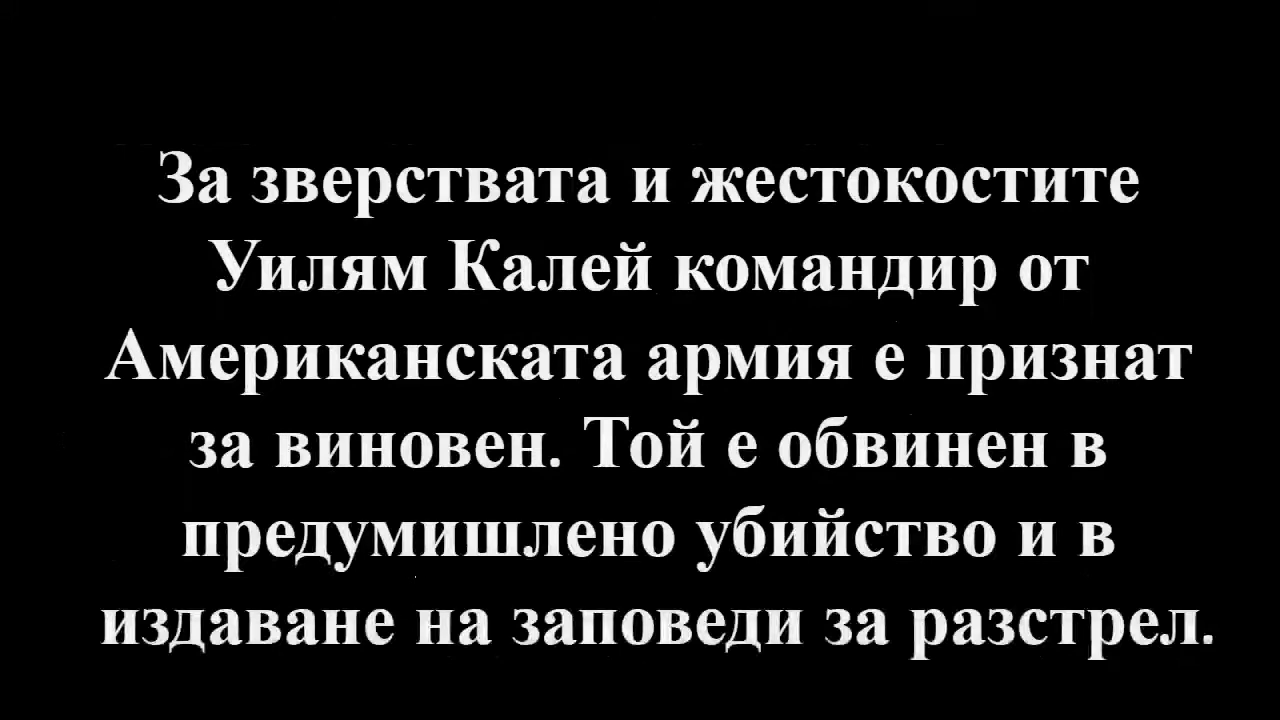 За зверствата и жестокостите
Уилям Калей командир от
Американската армия е признат
за виновен. Той е обвинен в
предумишлено убийство и в
издаване на заповеди за разстрел.